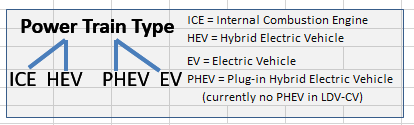 Power Train Type
ICE HEV PHEV EV
ICE = Internal Combustion Engine
HEV = Hybrid Electric Vehicle
EV = Electric Vehicle
PHEV = Plug-in Hybrid Electric Vehicle
(currently no PHEV in LDV-CV)